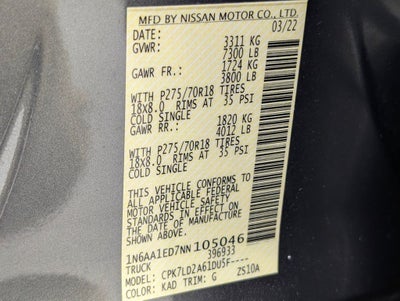 MFD BY NISSAN MOTOR CO., LTD.
DATE: 03/22
GVWR: 3311 KG
7300 LB
GAWR FR.: 1724 KG
3800 LB
WITH P275/70R18 TIRES
18X8.0 RIMS AT 35 PSI
COLD SINGLE
GAWR RR.: 1820 KG
4012 LB
WITH P275/70R18 TIRES
18X8.0 RIMS AT 35 PSI
COLD SINGLE
THIS VEHICLE CONFORMS TO
ALL APPLICABLE FEDERAL
MOTOR VEHICLE SAFETY
STANDARDS IN EFFECT ON
THE DATE OF MANUFACTURE
1N6AA1ED7NN105046
TRUCK 396933
MODEL: CPK7LD2A61DU5F----
COLOR: KAD TRIM: G ZS10A